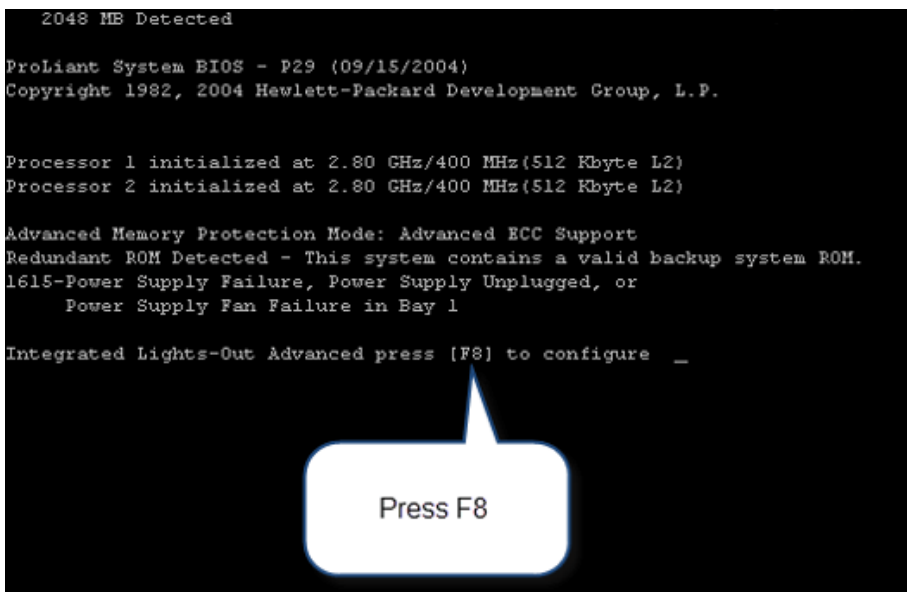 2048 MB Detected
ProLiant System BIOS - P29 (09/15/2004)
Copyright 1982, 2004 Hewlett-Packard Development Group, L.P.
Processor 1 initialized at 2.80 GHz/400 MHz(512 Kbyte L2)
Processor 2 initialized at 2.80 GHz/400 MHz(512 Kbyte L2)
Advanced Memory Protection Mode: Advanced ECC Support
Redundant ROM Detected - This system contains a valid backup system ROM.
1615-Power Supply Failure, Power Supply Unplugged, or
Power Supply Fan Failure in Bay 1
Integrated Lights-Out Advanced press [F8] to configure _
Press F8